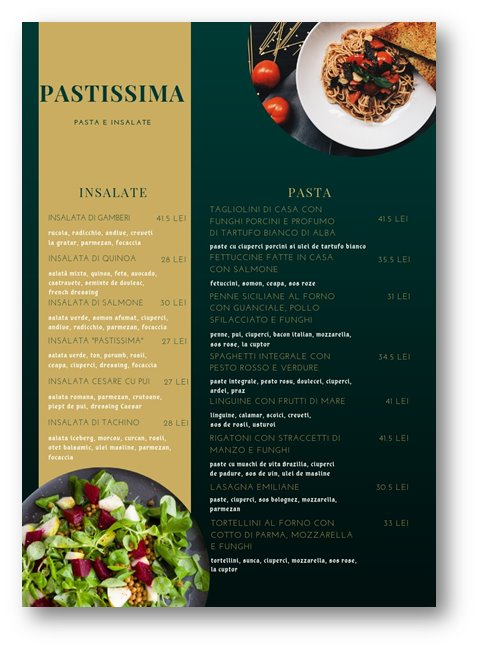 PASTISSIMA
PASTA E INSALATE
INSALATE
INSALATA DI GAMBERI 41.5 LEI
rucola, radicchio, andive, creveti
la gratar, parmezan, focaccia
INSALATA DI QUINOA 28 LEI
salată mixta, quinoa, feta, avocado,
castravete, seminte de dovleac,
french dressing
INSALATA DI SALMONE 30 LEI
salata verde, somon afumat, ciuperci,
andive, radicchio, parmezan, focaccia
INSALATA "PASTISSIMA" 27 LEI
salata verde, ton, porumb, rosii,
ceapa, ciuperci, dressing, focaccia
INSALATA CESARE CU PUI 27 LEI
salata romana, parmezan, crutoane,
piept de pui, dressing Caesar
INSALATA DI TACHINO 28 LEI
salata iceberg, morcov, curcan, rosii,
otet balsamic, ulei masline, parmezan,
focaccia
PASTA
TAGLIOLINI DI CASA CON
FUNGHI PORCINI E PROFUMO 41.5 LEI
DI TARTUFO BIANCO DI ALBA
paste cu ciuperci porcini si ulei de tartufo bianco
FETTUCCINE FATTE IN CASA 35.5 LEI
CON SALMONE
fetuccini, somon, ceapa, sos roze
PENNE SICILIANE AL FORNO 31 LEI
CON GUANCIALE, POLLO
SFILACCIATO E FUNGHI
penne, pui, ciuperci, bacon italian, mozzarella,
sos rose, la cuptor
SPAGHETTI INTEGRALE CON 34.5 LEI
PESTO ROSSO E VERDURE
paste integrale, pesto rosu, dovlecei, ciuperci,
ardei, praz
LINGUINE CON FRUTTI DI MARE 41 LEI
linguine, calamar, scoici, creveti,
sos de rosii, usturoi
RIGATONI CON STRACCETTI DI 41.5 LEI
MANZO E FUNGHI
paste cu muschi de vita Brazilia, ciuperci
de padure, sos de vin, ulei de masline
LASAGNA EMILIANE 30.5 LEI
paste, ciuperci, sos bolognez, mozzarella,
parmezan
TORTELLINI AL FORNO CON 33 LEI
COTTO DI PARMA, MOZZARELLA
E FUNGHI
tortellini, sunca, ciuperci, mozzarella, sos rose,
la cuptor